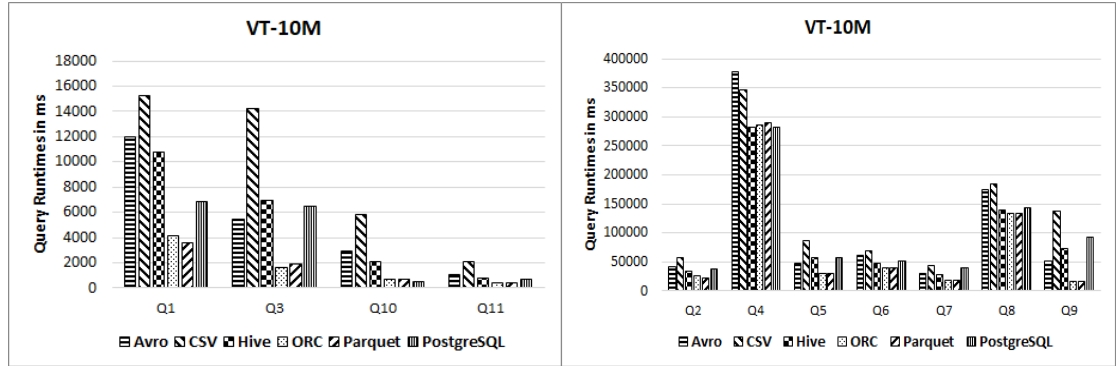 VT-10M
Query Runtimes in ms
18000
16000
14000
12000
10000
8000
6000
4000
2000
0
Q1 Q3 Q10 Q11
Avro CSV Hive ORC Parquet PostgreSQL
VT-10M
Query Runtimes in ms
400000
350000
300000
250000
200000
150000
100000
50000
0
Q2 Q4 Q5 Q6 Q7 Q8 Q9
Avro CSV Hive ORC Parquet PostgreSQL